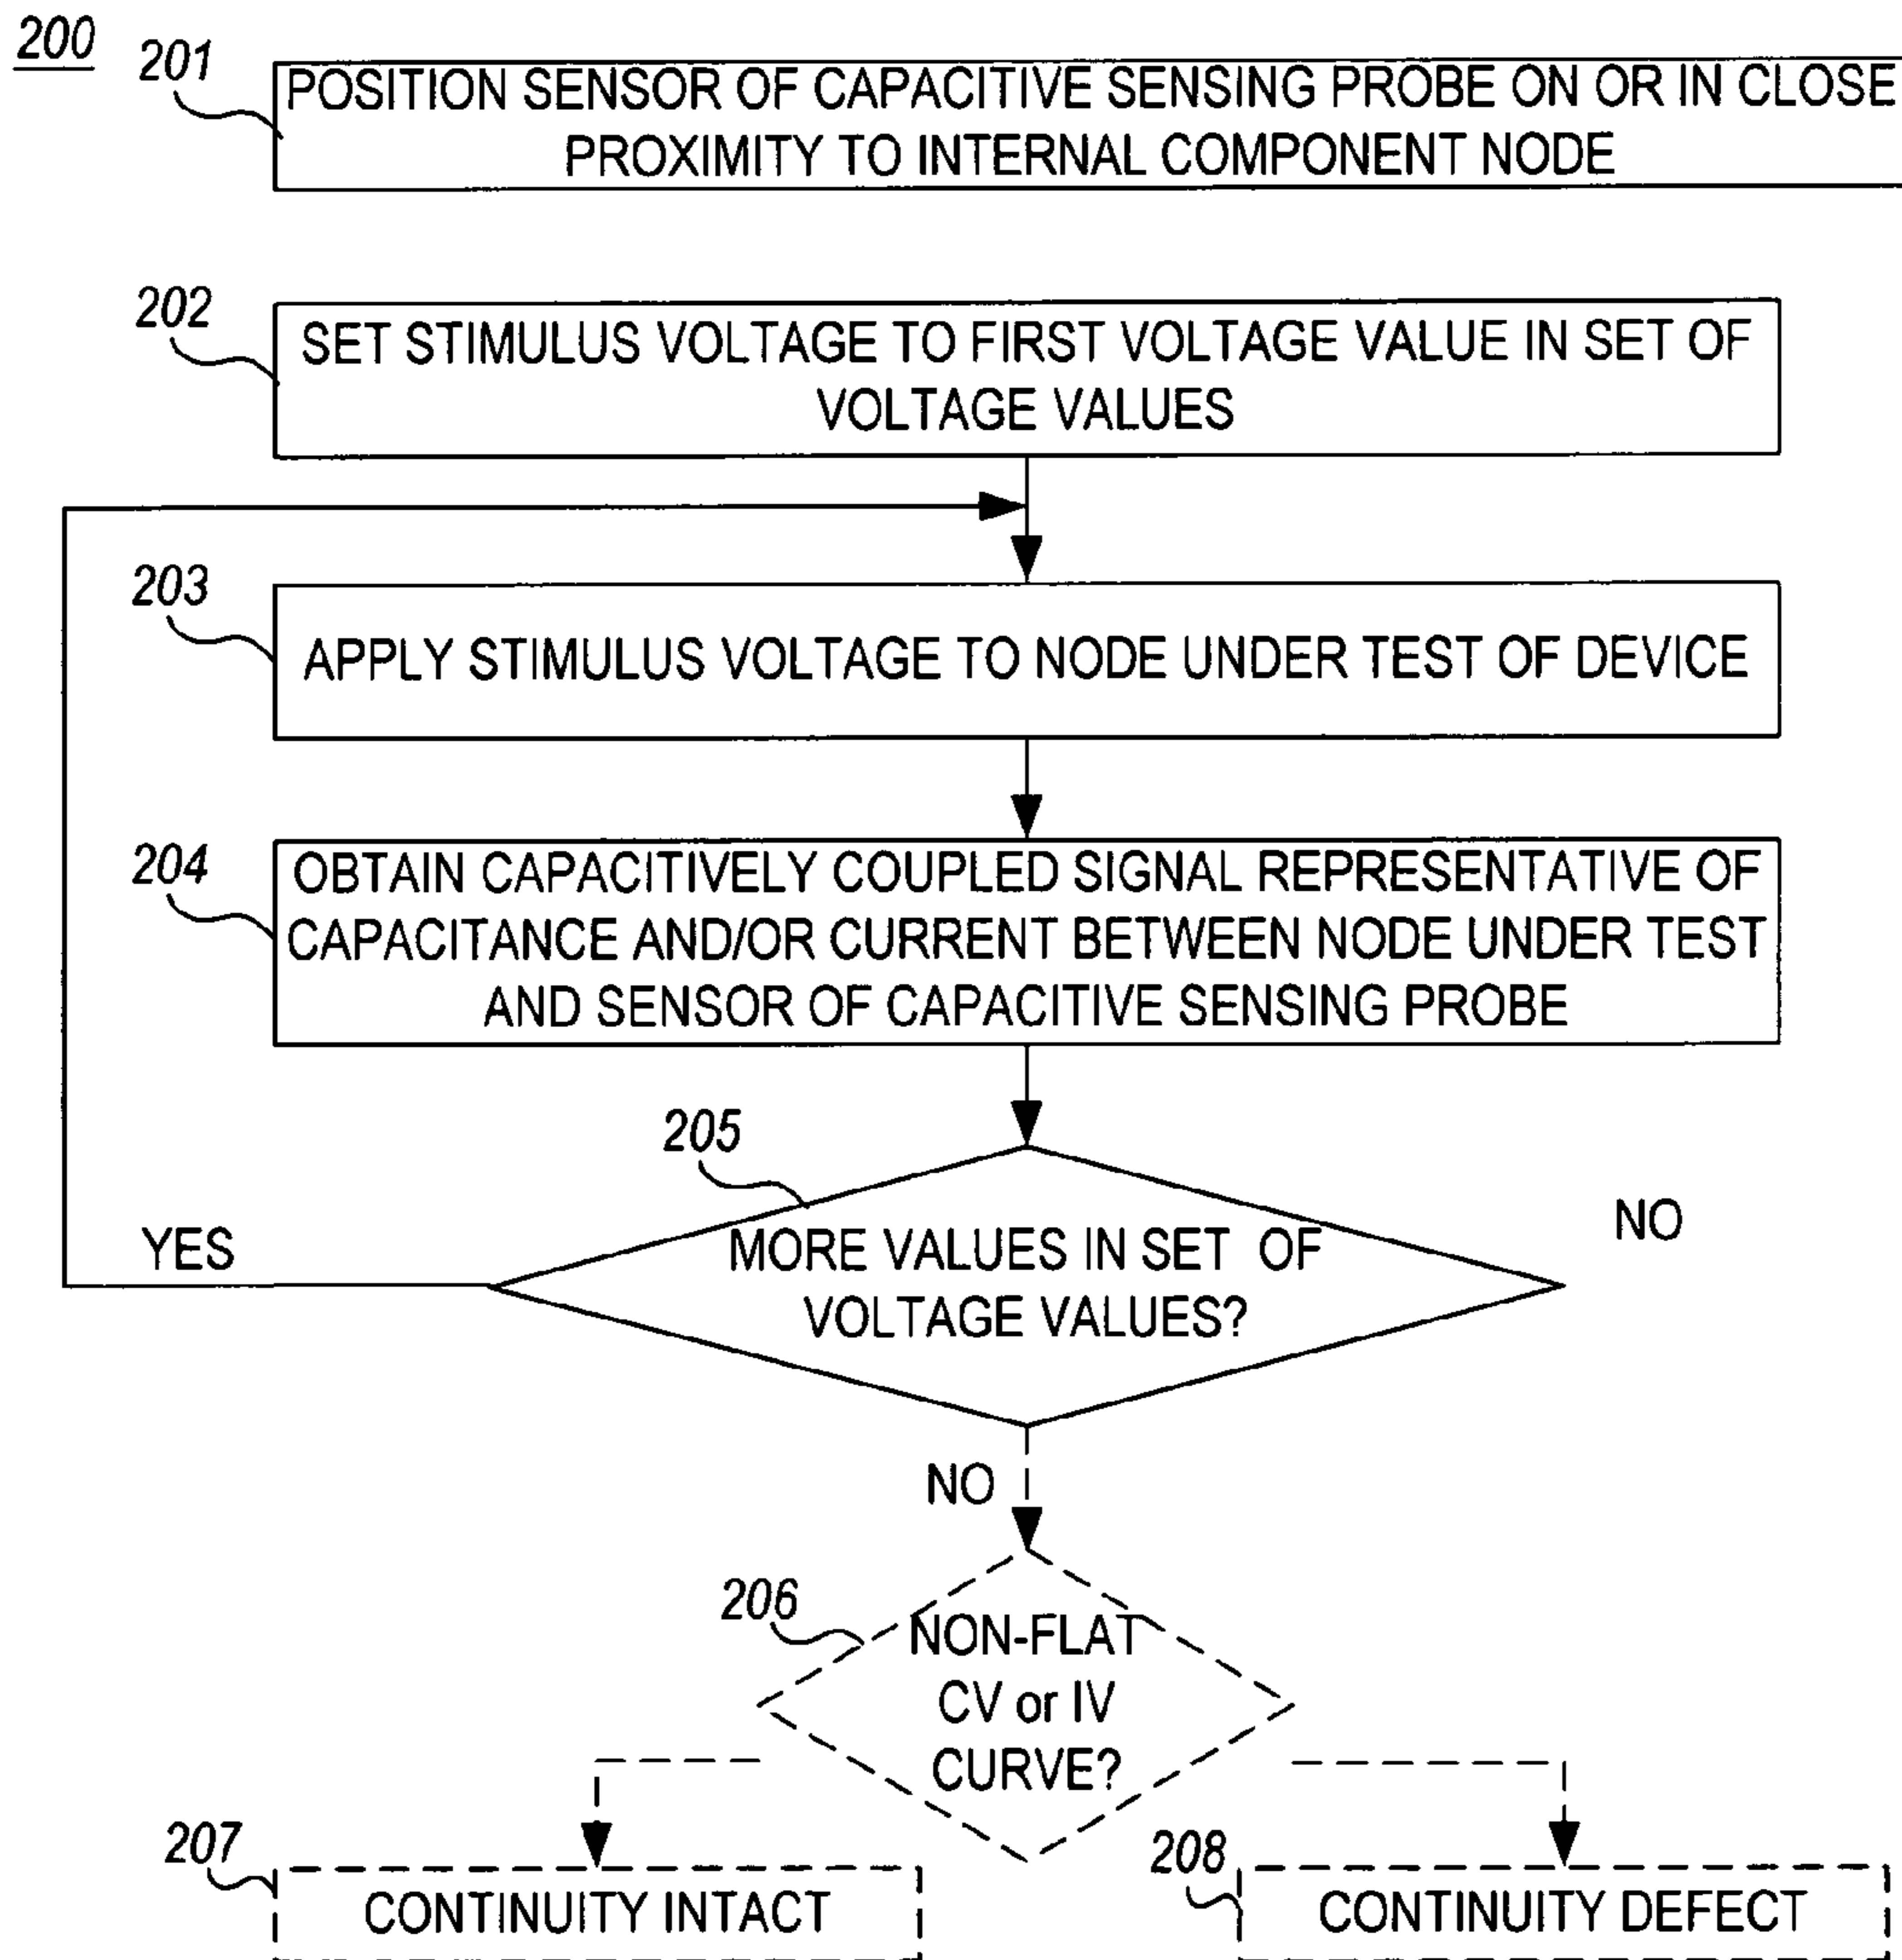 200
201
POSITION SENSOR OF CAPACITIVE SENSING PROBE ON OR IN CLOSE
PROXIMITY TO INTERNAL COMPONENT NODE
202
SET STIMULUS VOLTAGE TO FIRST VOLTAGE VALUE IN SET OF
VOLTAGE VALUES
203
APPLY STIMULUS VOLTAGE TO NODE UNDER TEST OF DEVICE
204
OBTAIN CAPACITIVELY COUPLED SIGNAL REPRESENTATIVE OF
CAPACITANCE AND/OR CURRENT BETWEEN NODE UNDER TEST
AND SENSOR OF CAPACITIVE SENSING PROBE
205
YES
MORE VALUES IN SET OF
VOLTAGE VALUES?
NO
NO
206
NON-FLAT
CV or IV
CURVE?
207
CONTINUITY INTACT
208
CONTINUITY DEFECT